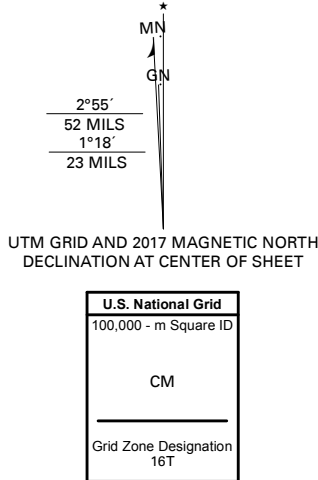 MN
GN
2°55´
52 MILS
1°18´
23 MILS
UTM GRID AND 2017 MAGNETIC NORTH
DECLINATION AT CENTER OF SHEET
U.S. National Grid
100,000 - m Square ID
CM
Grid Zone Designation
16T